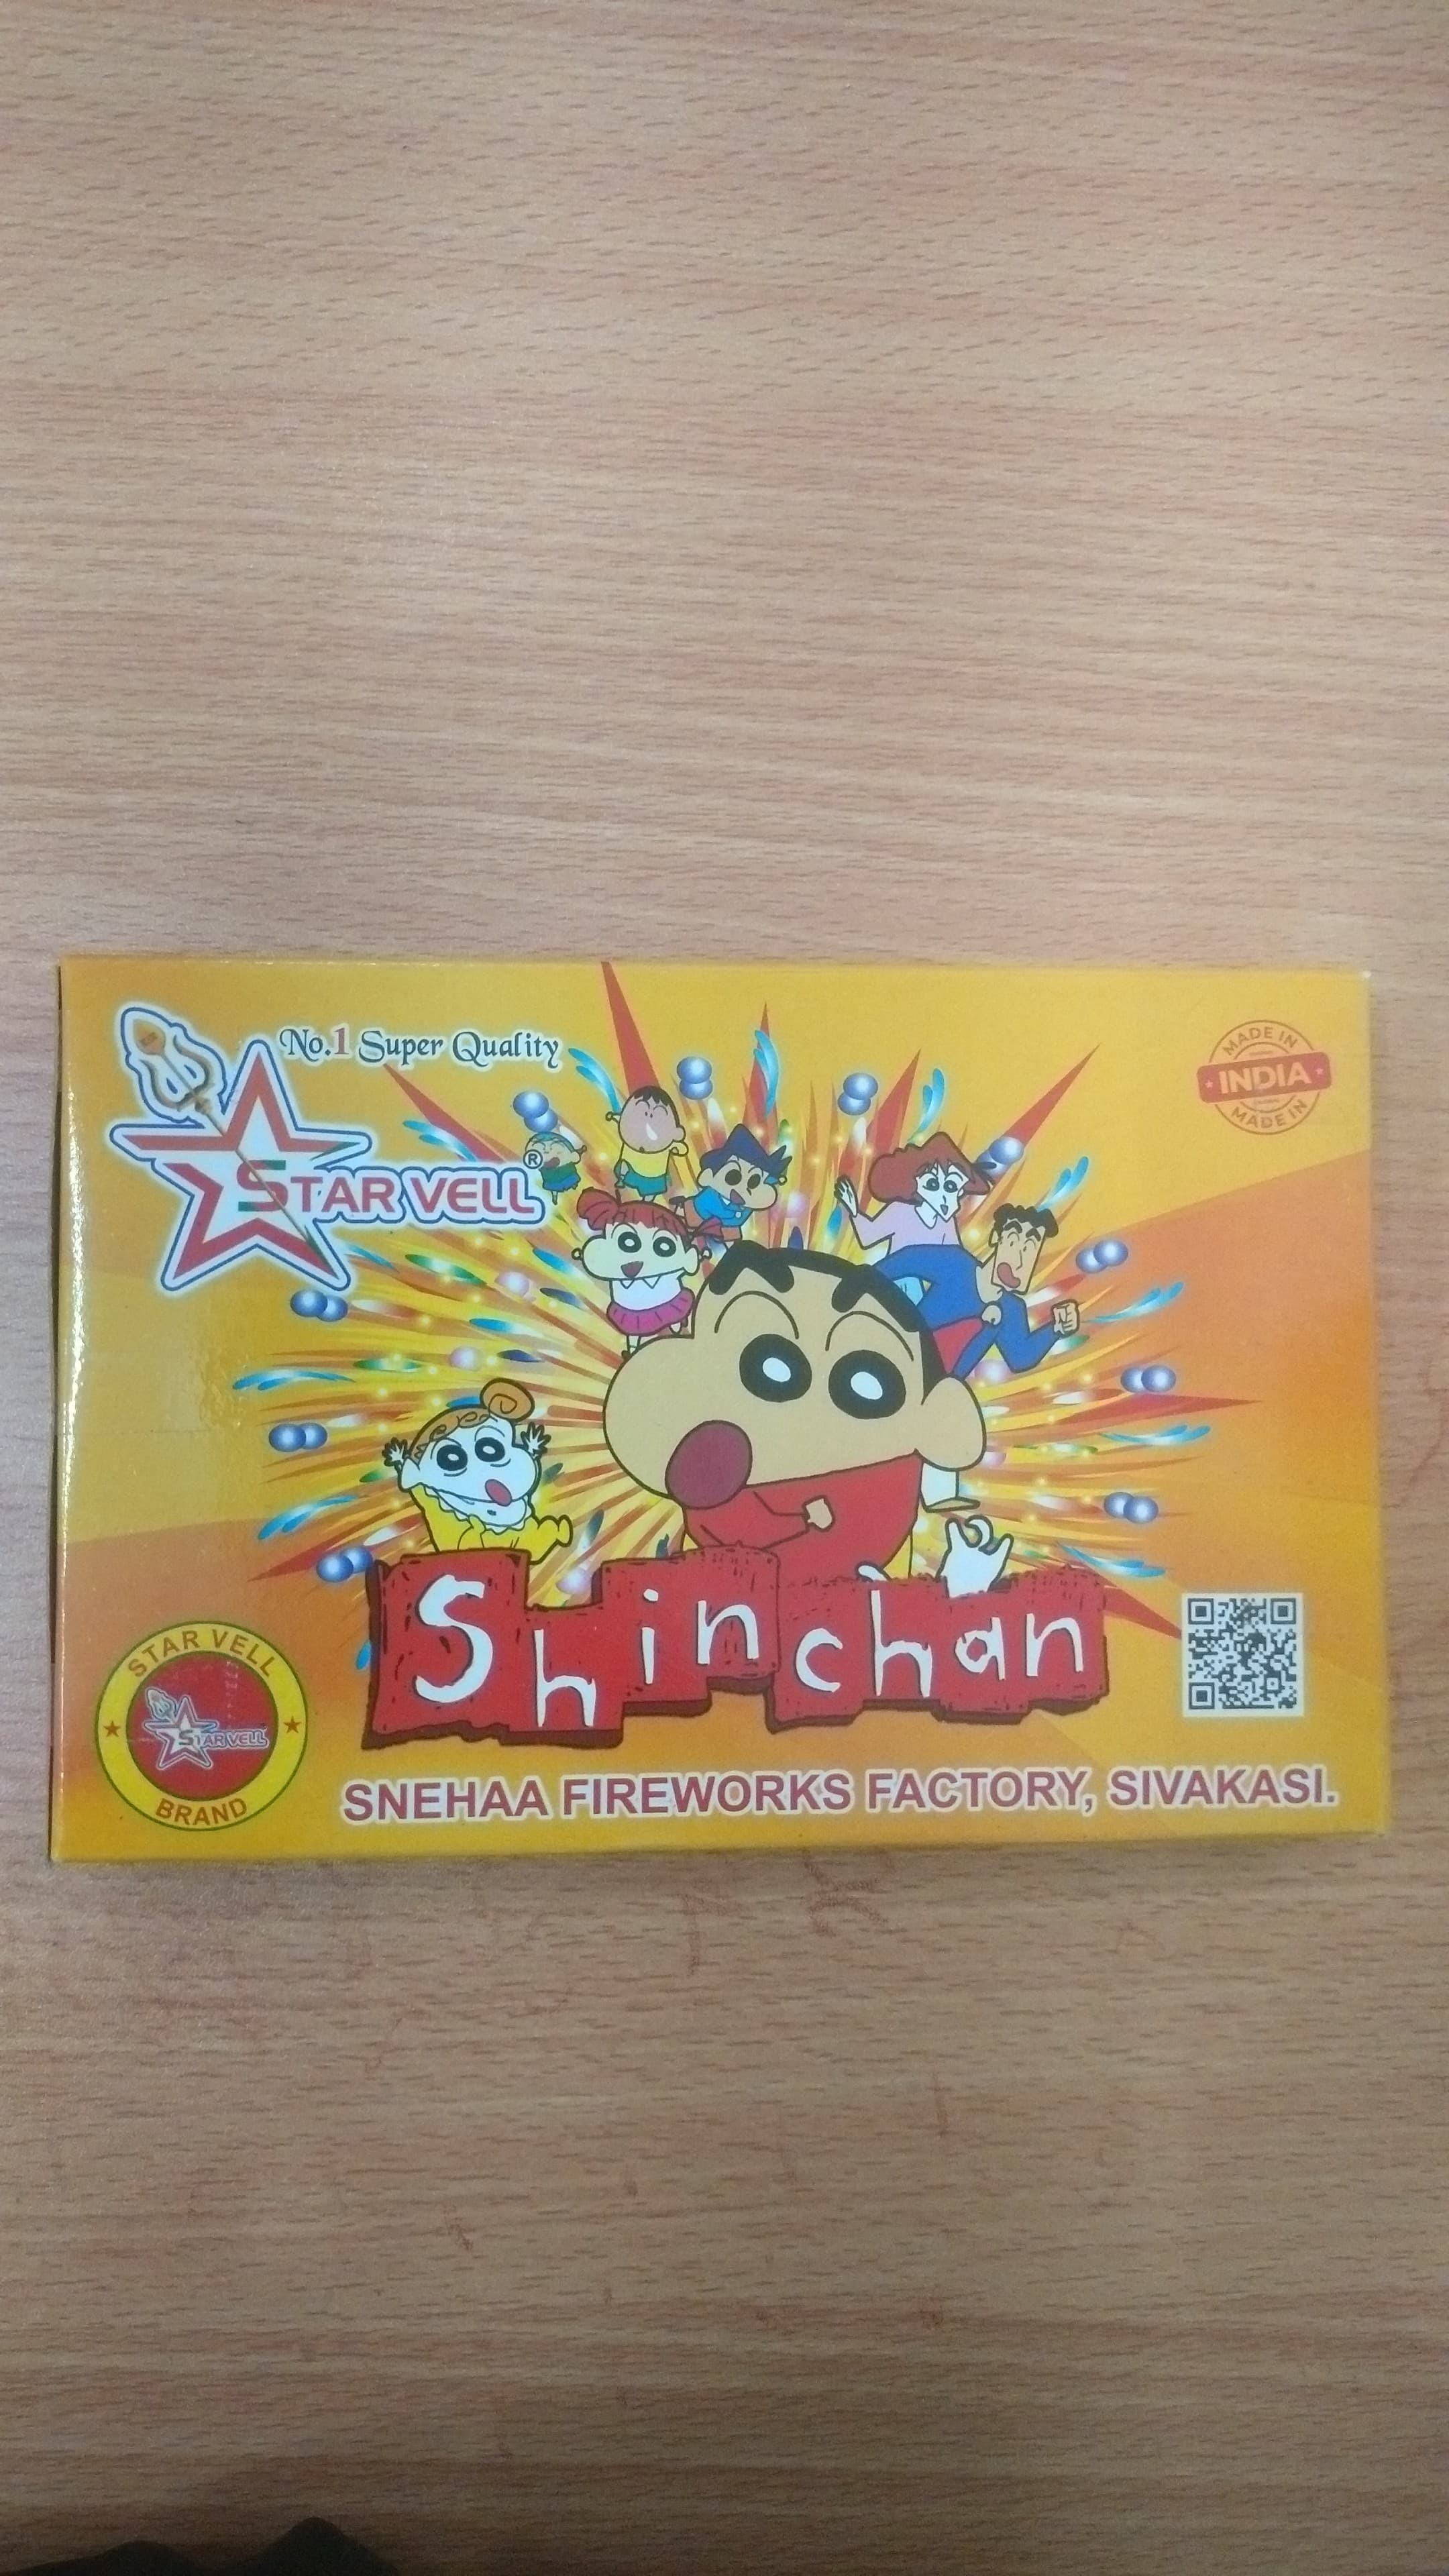 No.1 Super Quality
STAR VELL®
MADE IN
INDIA
MADE IN
Shinchan
STAR VELL
STAR VELL
BRAND
SNEHAA FIREWORKS FACTORY, SIVAKASI.